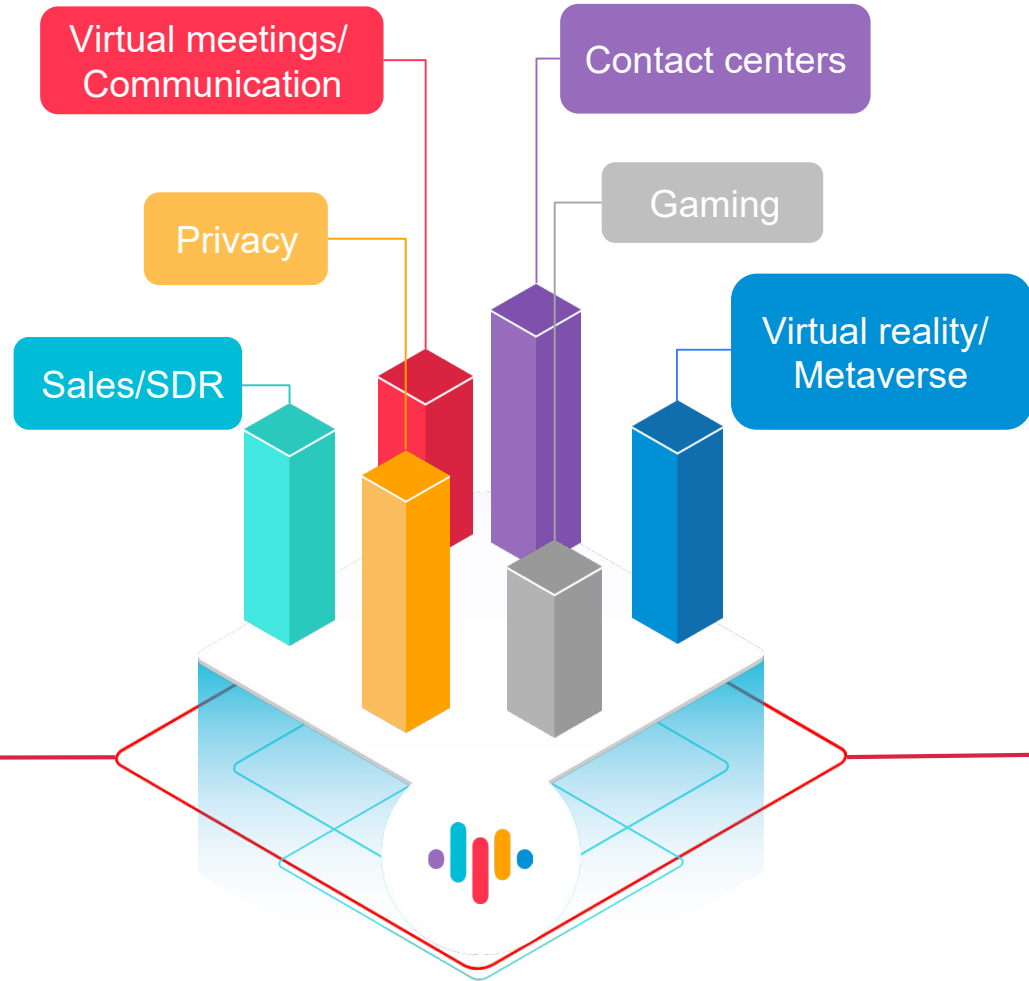 Virtual meetings/
Communication
Contact centers
Privacy
Gaming
Sales/SDR
Virtual reality/
Metaverse